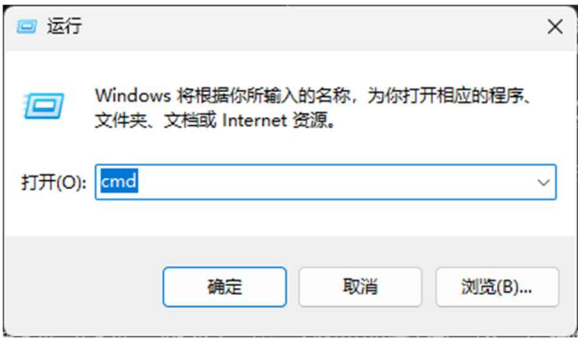 运行
Windows 将根据你所输入的名称，为你打开相应的程序、
文件夹、文档或 Internet 资源。
打开(O): cmd
确定 取消 浏览(B)...